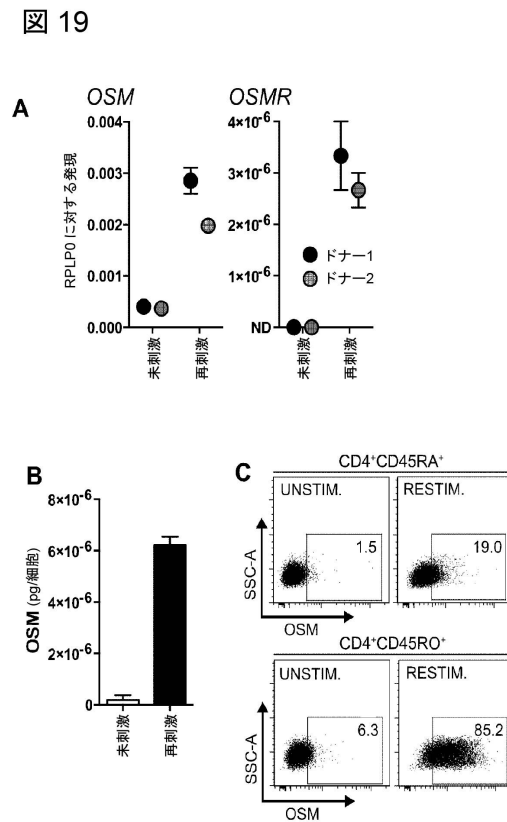 図 19
A
OSM
OSMR
RPLP0 に対する発現
0.004
0.003
0.002
0.001
0.000
未刺激
再刺激
4×10⁻⁶
3×10⁻⁶
2×10⁻⁶
1×10⁻⁶
ND
ドナー1
ドナー2
未刺激
再刺激
B
OSM (pg/細胞)
8×10⁻⁶
6×10⁻⁶
4×10⁻⁶
2×10⁻⁶
0
未刺激
再刺激
C
CD4⁺CD45RA⁺
UNSTIM.
RESTIM.
1.5
19.0
SSC-A
OSM
CD4⁺CD45RO⁺
UNSTIM.
RESTIM.
6.3
85.2
SSC-A
OSM